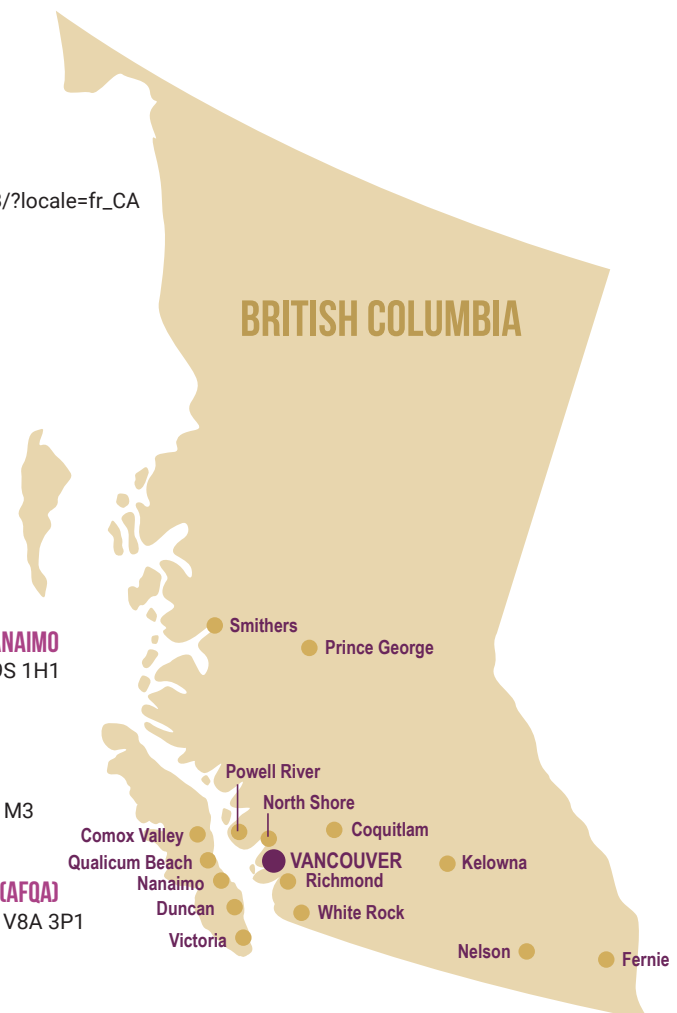 /?locale=fr_CA
BRITISH COLUMBIA
Smithers
Prince George
1H1
Powell River
North Shore
M3
Comox Valley
Coquitlam
Qualicum Beach
VANCOUVER
Kelowna
Nanaimo
Richmond
(AFQA)
Duncan
White Rock
V8A 3P1
Victoria
Nelson
Fernie